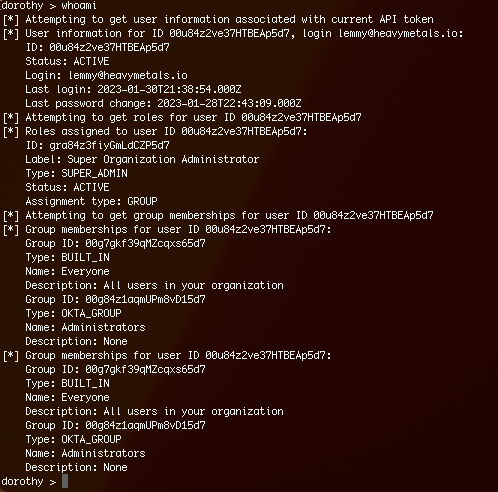 dorothy > whoami
[*] Attempting to get user information associated with current API token
[*] User information for ID 00u84z2ve37HTBEAp5d7, login lemmy@heavymetals.io:
    ID: 00u84z2ve37HTBEAp5d7
    Status: ACTIVE
    Login: lemmy@heavymetals.io
    Last login: 2023-01-30T21:38:54.000Z
    Last password change: 2023-01-28T22:43:09.000Z
[*] Attempting to get roles for user ID 00u84z2ve37HTBEAp5d7
[*] Roles assigned to user ID 00u84z2ve37HTBEAp5d7:
    ID: gra84z3fiyGmLdCZP5d7
    Label: Super Organization Administrator
    Type: SUPER_ADMIN
    Status: ACTIVE
    Assignment type: GROUP
[*] Attempting to get group memberships for user ID 00u84z2ve37HTBEAp5d7
[*] Group memberships for user ID 00u84z2ve37HTBEAp5d7:
    Group ID: 00g7gkf39qMZcqxs65d7
    Type: BUILT_IN
    Name: Everyone
    Description: All users in your organization
    Group ID: 00g84z1aqmUPm8vD15d7
    Type: OKTA_GROUP
    Name: Administrators
    Description: None
[*] Group memberships for user ID 00u84z2ve37HTBEAp5d7:
    Group ID: 00g7gkf39qMZcqxs65d7
    Type: BUILT_IN
    Name: Everyone
    Description: All users in your organization
    Group ID: 00g84z1aqmUPm8vD15d7
    Type: OKTA_GROUP
    Name: Administrators
    Description: None
dorothy >